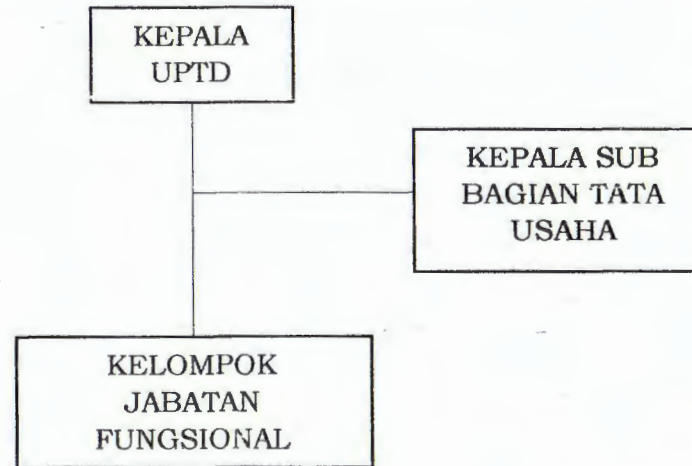 KEPALA
UPTD
KEPALA SUB
BAGIAN TATA
USAHA
KELOMPOK
JABATAN
FUNGSIONAL